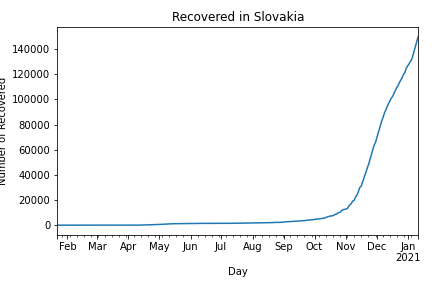 Recovered in Slovakia
Number of Recovered
140000
120000
100000
80000
60000
40000
20000
0
Feb Mar Apr May Jun Jul Aug Sep Oct Nov Dec Jan
2021
Day